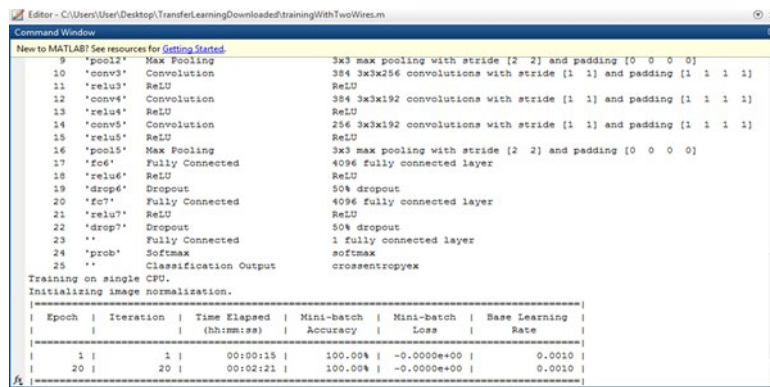 Editor - C:\Users\User\Desktop\TransferLearningDownloaded\trainingWithTwoWires.m
Command Window
New to MATLAB? See resources for Getting Started.
9 'pool2' Max Pooling 3x3 max pooling with stride [2 2] and padding [0 0 0 0]
10 'conv3' Convolution 384 3x3x256 convolutions with stride [1 1] and padding [1 1 1 1]
11 'relu3' ReLU ReLU
12 'conv4' Convolution 384 3x3x192 convolutions with stride [1 1] and padding [1 1 1 1]
13 'relu4' ReLU ReLU
14 'conv5' Convolution 256 3x3x192 convolutions with stride [1 1] and padding [1 1 1 1]
15 'relu5' ReLU ReLU
16 'pool5' Max Pooling 3x3 max pooling with stride [2 2] and padding [0 0 0 0]
17 'fc6' Fully Connected 4096 fully connected layer
18 'relu6' ReLU ReLU
19 'drop6' Dropout 50% dropout
20 'fc7' Fully Connected 4096 fully connected layer
21 'relu7' ReLU ReLU
22 'drop7' Dropout 50% dropout
23 '' Fully Connected 1 fully connected layer
24 'prob' Softmax softmax
25 '' Classification Output crossentropyex
Training on single CPU.
Initializing image normalization.
|=========================================================================================|
| Epoch | Iteration | Time Elapsed | Mini-batch | Mini-batch | Base Learning |
| | | (hh:mm:ss) | Accuracy | Loss | Rate |
|=========================================================================================|
| 1 | 1 | 00:00:15 | 100.00% | -0.0000e+00 | 0.0010 |
| 20 | 20 | 00:02:21 | 100.00% | -0.0000e+00 | 0.0010 |
fx |=========================================================================================|